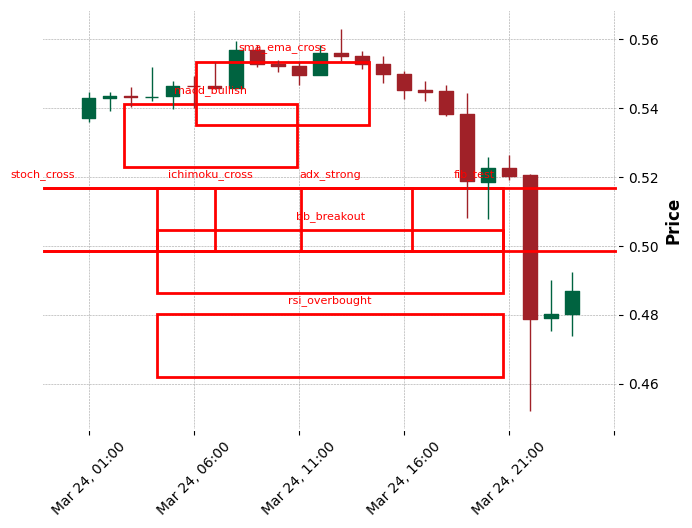 0.56
sma_ema_cross
macd_bullish
0.54
stoch_cross ichimoku_cross adx_strong
0.52
bb_breakout
0.50
Price
rsi_overbought
0.48
0.46
Mar 24, 01:00
Mar 24, 06:00
Mar 24, 11:00
Mar 24, 16:00
Mar 24, 21:00